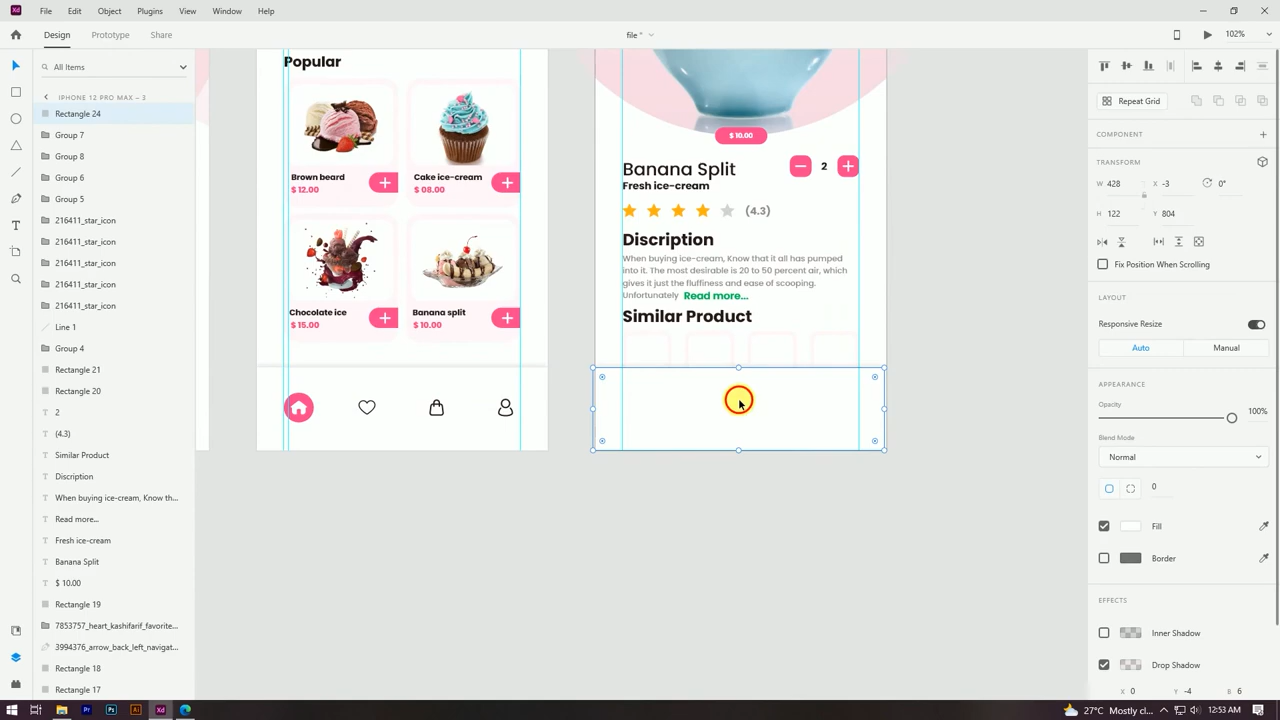 Xd File Edit Object Plugins View Window Help
Design Prototype Share file * 102%
All Items
IPHONE 12 PRO MAX – 3
Rectangle 24
Group 7
Group 8
Group 6
Group 5
216411_star_icon
216411_star_icon
216411_star_icon
216411_star_icon
216411_star_icon
Line 1
Group 4
Rectangle 21
Rectangle 20
2
(4.3)
Similar Product
Discription
When buying ice-cream, Know th...
Read more...
Fresh ice-cream
Banana Split
$ 10.00
Rectangle 19
7853757_heart_kashifarif_favorite...
3994376_arrow_back_left_navigat...
Rectangle 18
Rectangle 17
Popular
Brown beard
$ 12.00
Cake ice-cream
$ 08.00
Chocolate ice
$ 15.00
Banana split
$ 10.00
$ 10.00
Banana Split
2
Fresh ice-cream
(4.3)
Discription
When buying ice-cream, Know that it all has pumped
into it. The most desirable is 20 to 50 percent air, which
gives it just the fluffiness and ease of scooping.
Unfortunately Read more...
Similar Product
Repeat Grid
COMPONENT
TRANSFORM
W 428 X -3 0°
H 122 Y 804
Fix Position When Scrolling
LAYOUT
Responsive Resize
Auto Manual
APPEARANCE
Opacity
100%
Blend Mode
Normal
0
Fill
Border
EFFECTS
Inner Shadow
Drop Shadow
X 0 Y -4 B 6
Pr Ps Ai Xd
27°C Mostly cl... 12:53 AM